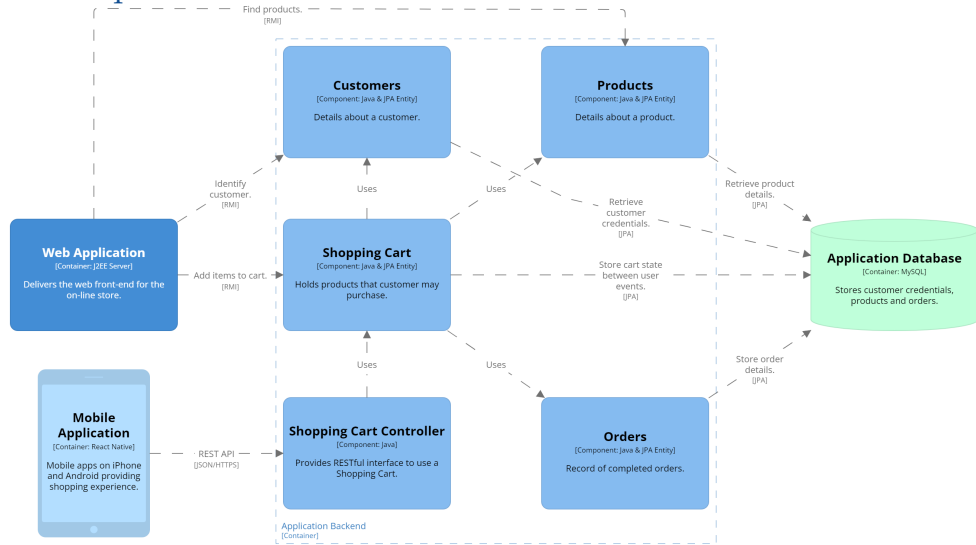 Find products.
[RMI]
Customers
[Component: Java & JPA Entity]
Details about a customer.
Products
[Component: Java & JPA Entity]
Details about a product.
Identify
customer.
[RMI]
Uses
Uses
Retrieve
customer
credentials.
[JPA]
Retrieve product
details.
[JPA]
Web Application
[Container: J2EE Server]
Delivers the web front-end for the
on-line store.
Add items to cart.
[RMI]
Shopping Cart
[Component: Java & JPA Entity]
Holds products that customer may
purchase.
Store cart state
between user
events.
[JPA]
Application Database
[Container: MySQL]
Stores customer credentials,
products and orders.
Uses
Uses
Store order
details.
[JPA]
Mobile
Application
[Container: React Native]
Mobile apps on iPhone
and Android providing
shopping experience.
REST API
[JSON/HTTPS]
Shopping Cart Controller
[Component: Java]
Provides RESTful interface to use a
Shopping Cart.
Orders
[Component: Java & JPA Entity]
Record of completed orders.
Application Backend
[Container]